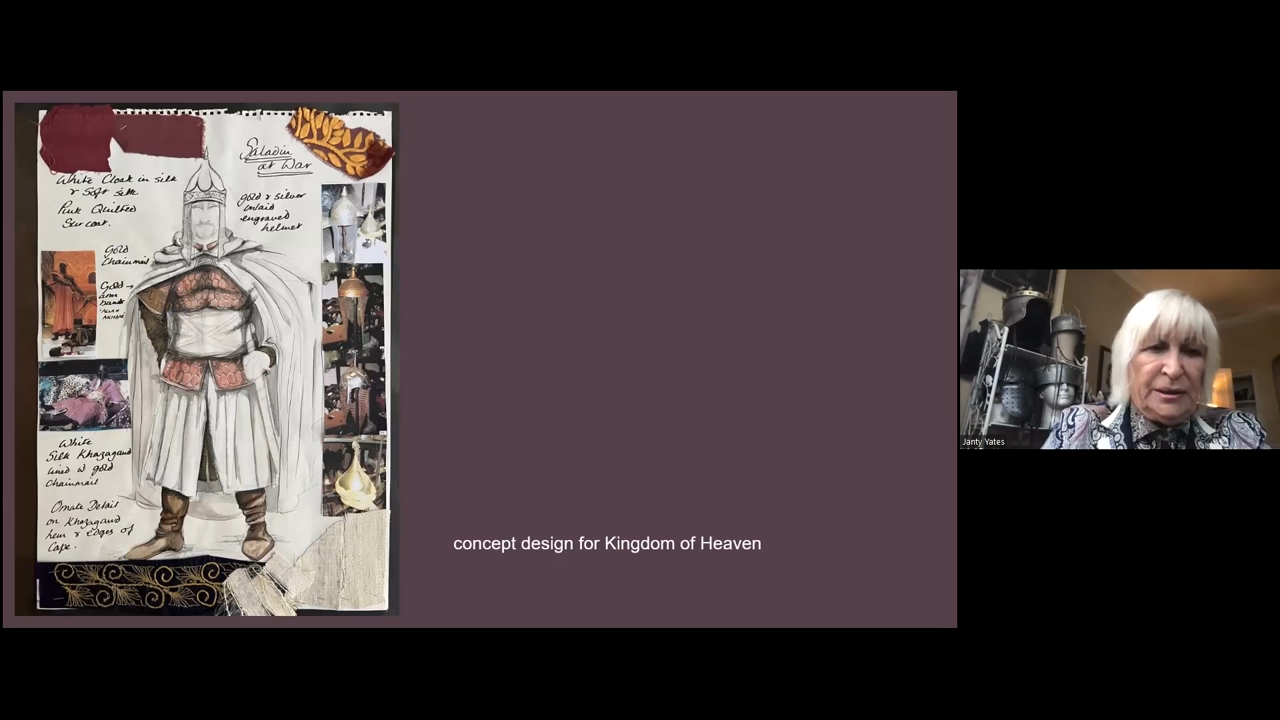 Saladin
at War
White Cloak in silk
& Soft silk
Pink Quilted
Surcoat.
gold & silver
inlaid
engraved
helmet
Gold
Chainmail
Gold →
arm
bands
White
Silk Khazagand
lined w gold
Chainmail
Ornate Detail
on Khazagand
hem & edges of
Cape.
concept design for Kingdom of Heaven
Janty Yates